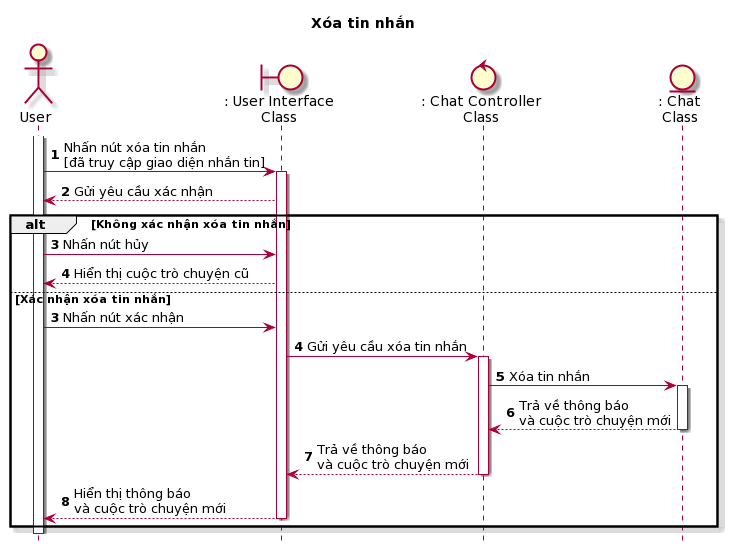 Xóa tin nhắn
User
: User Interface
Class
: Chat Controller
Class
: Chat
Class
1 Nhấn nút xóa tin nhắn
[đã truy cập giao diện nhắn tin]
2 Gửi yêu cầu xác nhận
alt [Không xác nhận xóa tin nhắn]
3 Nhấn nút hủy
4 Hiển thị cuộc trò chuyện cũ
[Xác nhận xóa tin nhắn]
3 Nhấn nút xác nhận
4 Gửi yêu cầu xóa tin nhắn
5 Xóa tin nhắn
6 Trả về thông báo
và cuộc trò chuyện mới
7 Trả về thông báo
và cuộc trò chuyện mới
8 Hiển thị thông báo
và cuộc trò chuyện mới